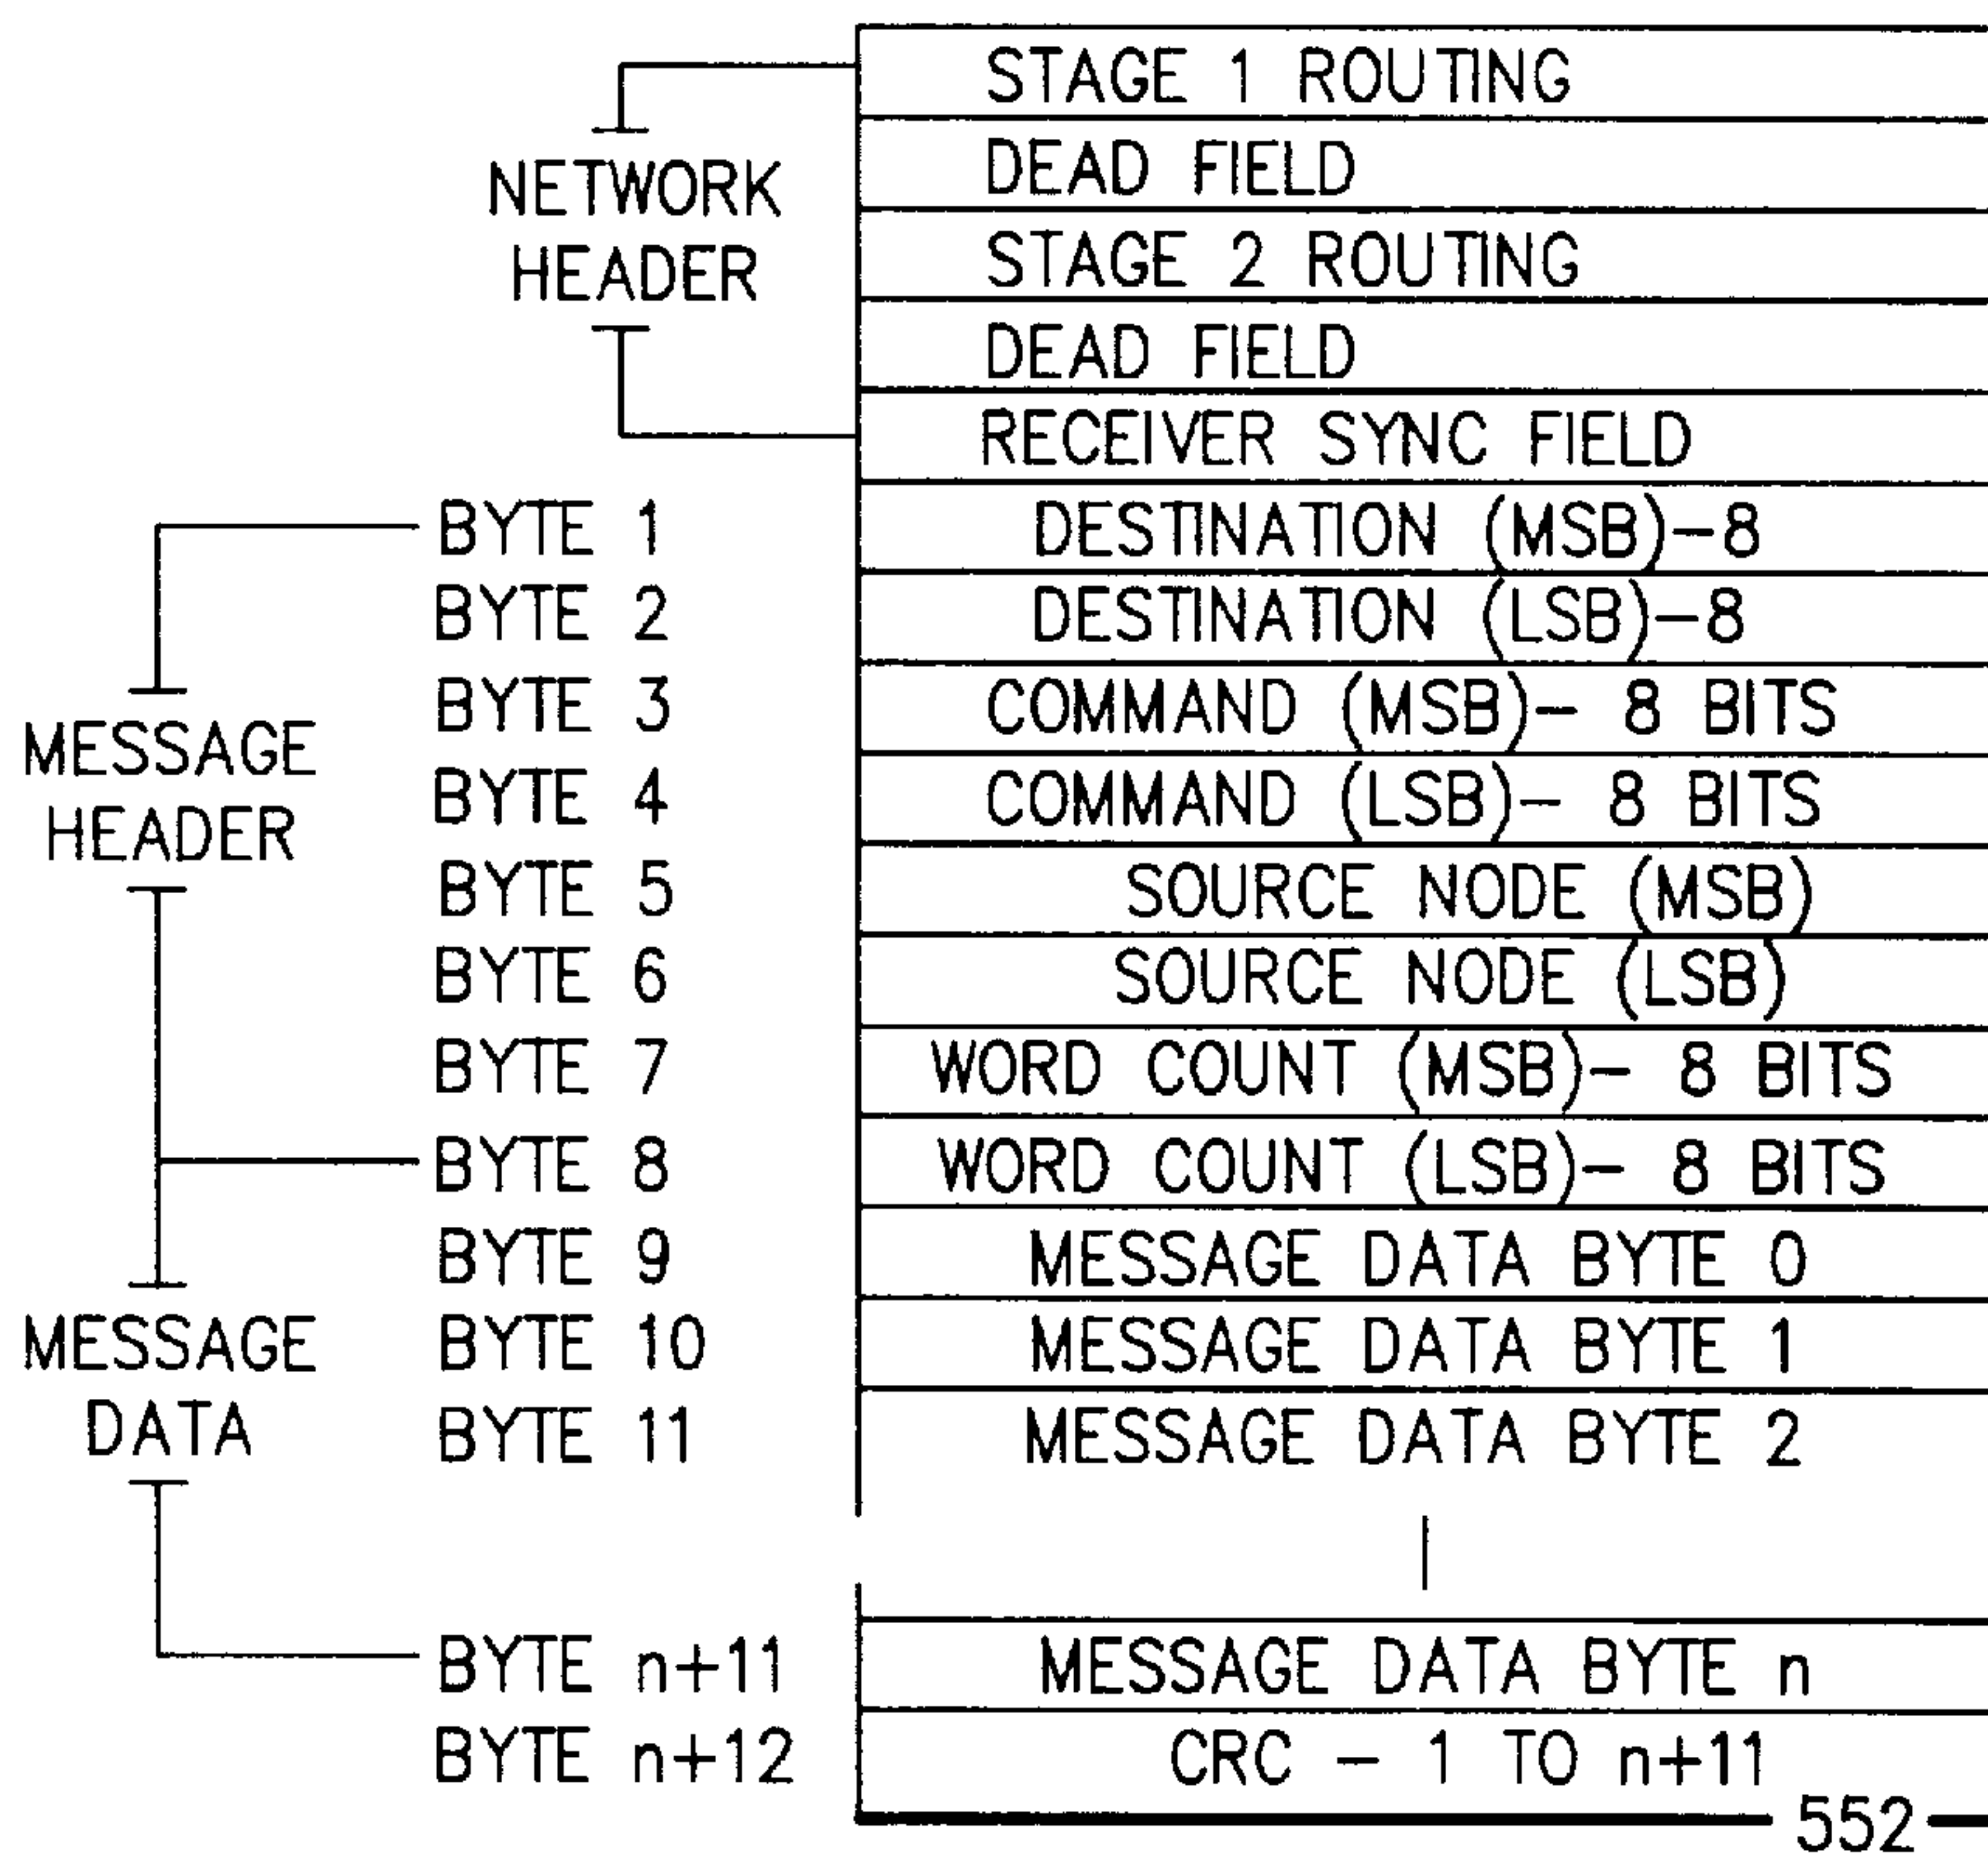 STAGE 1 ROUTING
DEAD FIELD
NETWORK
HEADER
STAGE 2 ROUTING
DEAD FIELD
RECEIVER SYNC FIELD
BYTE 1 DESTINATION (MSB)-8
BYTE 2 DESTINATION (LSB)-8
BYTE 3 COMMAND (MSB)- 8 BITS
MESSAGE
HEADER
BYTE 4 COMMAND (LSB)- 8 BITS
BYTE 5 SOURCE NODE (MSB)
BYTE 6 SOURCE NODE (LSB)
BYTE 7 WORD COUNT (MSB)- 8 BITS
BYTE 8 WORD COUNT (LSB)- 8 BITS
BYTE 9 MESSAGE DATA BYTE 0
MESSAGE
DATA
BYTE 10 MESSAGE DATA BYTE 1
BYTE 11 MESSAGE DATA BYTE 2
BYTE n+11 MESSAGE DATA BYTE n
BYTE n+12 CRC - 1 TO n+11
552